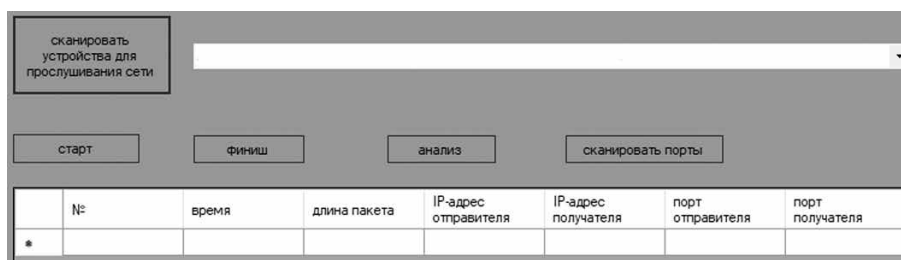 сканировать
устройства для
прослушивания сети
старт
финиш
анализ
сканировать порты
№
время
длина пакета
IP-адрес
отправителя
IP-адрес
получателя
порт
отправителя
порт
получателя
*